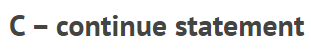 C – continue statement